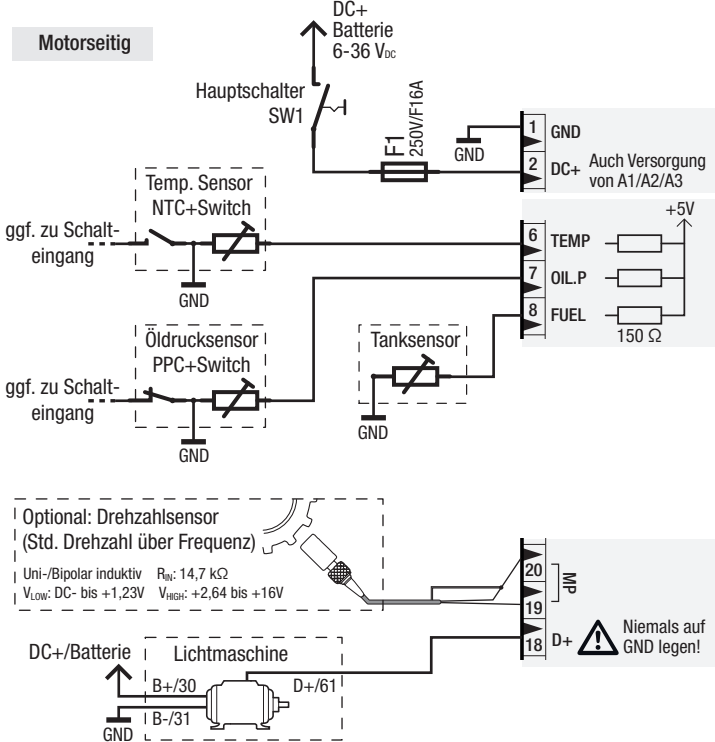 Motorseitig
DC+
Batterie
6-36 VDC
Hauptschalter
SW1
F1
250V/F16A
GND
1 GND
2 DC+
Auch Versorgung
von A1/A2/A3
Temp. Sensor
NTC+Switch
ggf. zu Schalt-
eingang
GND
+5V
6 TEMP
7 OIL.P
8 FUEL
150 Ω
Öldrucksensor
PPC+Switch
ggf. zu Schalt-
eingang
GND
Tanksensor
GND
Optional: Drehzahlsensor
(Std. Drehzahl über Frequenz)
Uni-/Bipolar induktiv RIN: 14,7 kΩ
VLOW: DC- bis +1,23V VHIGH: +2,64 bis +16V
20
MP
19
18 D+
Niemals auf
GND legen!
DC+/Batterie
Lichtmaschine
B+/30
D+/61
B-/31
GND